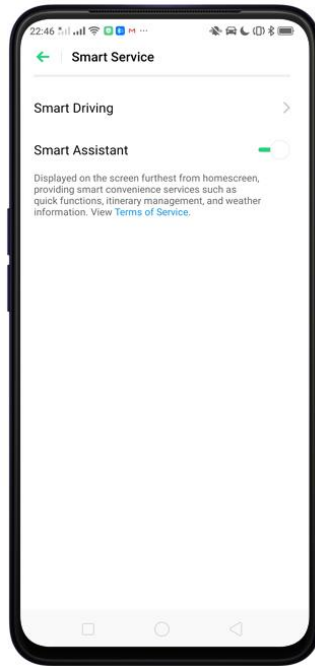 22:46
Smart Service
Smart Driving
Smart Assistant
Displayed on the screen furthest from homescreen,
providing smart convenience services such as
quick functions, itinerary management, and weather
information. View Terms of Service.